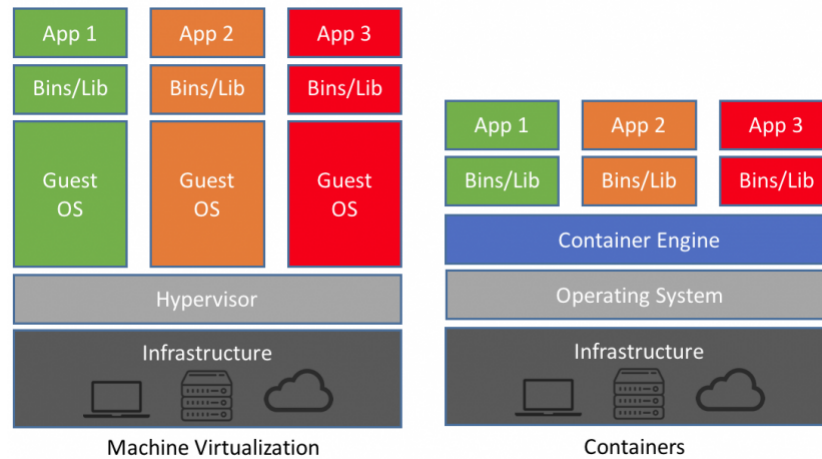 App 1
App 2
App 3
Bins/Lib
Bins/Lib
Bins/Lib
Guest
OS
Guest
OS
Guest
OS
Hypervisor
Infrastructure
Machine Virtualization
App 1
App 2
App 3
Bins/Lib
Bins/Lib
Bins/Lib
Container Engine
Operating System
Infrastructure
Containers